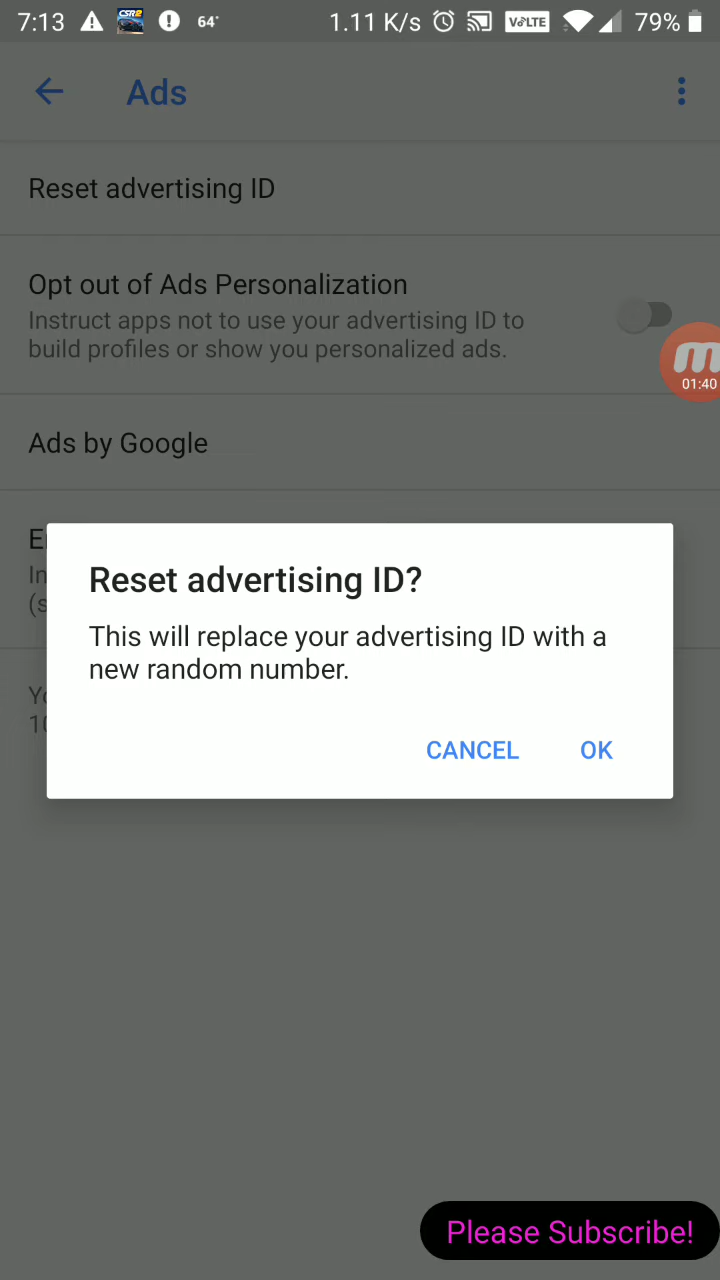 7:13 CSR2 64° 1.11 K/s VoLTE 79%
Ads
Reset advertising ID
Opt out of Ads Personalization
Instruct apps not to use your advertising ID to
build profiles or show you personalized ads.
01:40
Ads by Google
Reset advertising ID?
This will replace your advertising ID with a
new random number.
CANCEL OK
Please Subscribe!